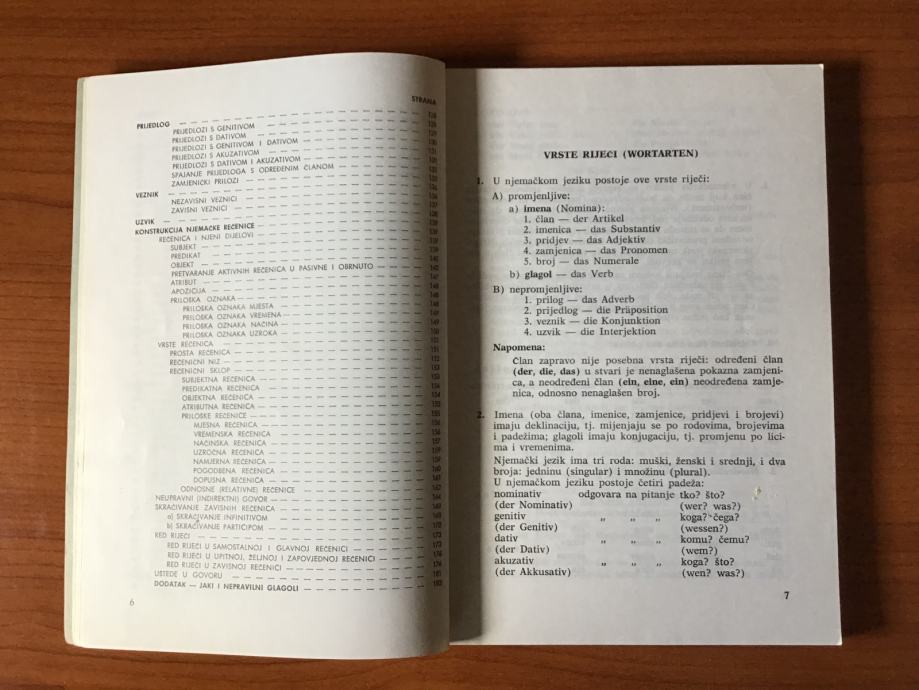 STRANA
PRIJEDLOG
PRIJEDLOZI S GENITIVOM
PRIJEDLOZI S DATIVOM
PRIJEDLOZI S GENITIVOM I DATIVOM
PRIJEDLOZI S AKUZATIVOM
PRIJEDLOZI S DATIVOM I AKUZATIVOM
SPAJANJE PRIJEDLOGA S ODREĐENIM ČLANOM
ZAMJENIČKI PRILOZI
VEZNIK
NEZAVISNI VEZNICI
ZAVISNI VEZNICI
UZVIK
KONSTRUKCIJA NJEMAČKE REČENICE
REČENICA I NJENI DIJELOVI
SUBJEKT
PREDIKAT
OBJEKT
PRETVARANJE AKTIVNIH REČENICA U PASIVNE I OBRNUTO
ATRIBUT
APOZICIJA
PRILOŠKA OZNAKA
PRILOŠKA OZNAKA MJESTA
PRILOŠKA OZNAKA VREMENA
PRILOŠKA OZNAKA NAČINA
PRILOŠKA OZNAKA UZROKA
VRSTE REČENICA
PROSTA REČENICA
REČENIČNI NIZ
REČENIČNI SKLOP
SUBJEKTNA REČENICA
PREDIKATNA REČENICA
OBJEKTNA REČENICA
ATRIBUTNA REČENICA
PRILOŠKE REČENICE
MJESNA REČENICA
VREMENSKA REČENICA
NAČINSKA REČENICA
UZROČNA REČENICA
NAMJERNA REČENICA
POGODBENA REČENICA
DOPUSNA REČENICA
ODNOSNE (RELATIVNE) REČENICE
NEUPRAVNI (INDIREKTNI) GOVOR
SKRAĆIVANJE ZAVISNIH REČENICA
a) SKRAĆIVANJE INFINITIVOM
b) SKRAĆIVANJE PARTICIPOM
RED RIJEČI
RED RIJEČI U SAMOSTALNOJ I GLAVNOJ REČENICI
RED RIJEČI U UPITNOJ, ŽELJNOJ I ZAPOVJEDNOJ REČENICI
RED RIJEČI U ZAVISNOJ REČENICI
UŠTEDE U GOVORU
DODATAK — JAKI I NEPRAVILNI GLAGOLI
6
VRSTE RIJEČI (WORTARTEN)
1. U njemačkom jeziku postoje ove vrste riječi:
A) promjenljive:
a) imena (Nomina):
1. član — der Artikel
2. imenica — das Substantiv
3. pridjev — das Adjektiv
4. zamjenica — das Pronomen
5. broj — das Numerale
b) glagol — das Verb
B) nepromjenljive:
1. prilog — das Adverb
2. prijedlog — die Präposition
3. veznik — die Konjunktion
4. uzvik — die Interjektion
Napomena:
Član zapravo nije posebna vrsta riječi: određeni član
(der, die, das) u stvari je nenaglašena pokazna zamjeni-
ca, a neodređeni član (ein, eine, ein) neodređena zamje-
nica, odnosno nenaglašen broj.
2. Imena (oba člana, imenice, zamjenice, pridjevi i brojevi)
imaju deklinaciju, tj. mijenjaju se po rodovima, brojevima
i padežima; glagoli imaju konjugaciju, tj. promjenu po lici-
ma i vremenima.
Njemački jezik ima tri roda: muški, ženski i srednji, i dva
broja: jedninu (singular) i množinu (plural).
U njemačkom jeziku postoje četiri padeža:
nominativ odgovara na pitanje tko? što?
(der Nominativ) (wer? was?)
genitiv „ „ „ koga? čega?
(der Genitiv) (wessen?)
dativ „ „ „ komu? čemu?
(der Dativ) (wem?)
akuzativ „ „ „ koga? što?
(der Akkusativ) (wen? was?)
7